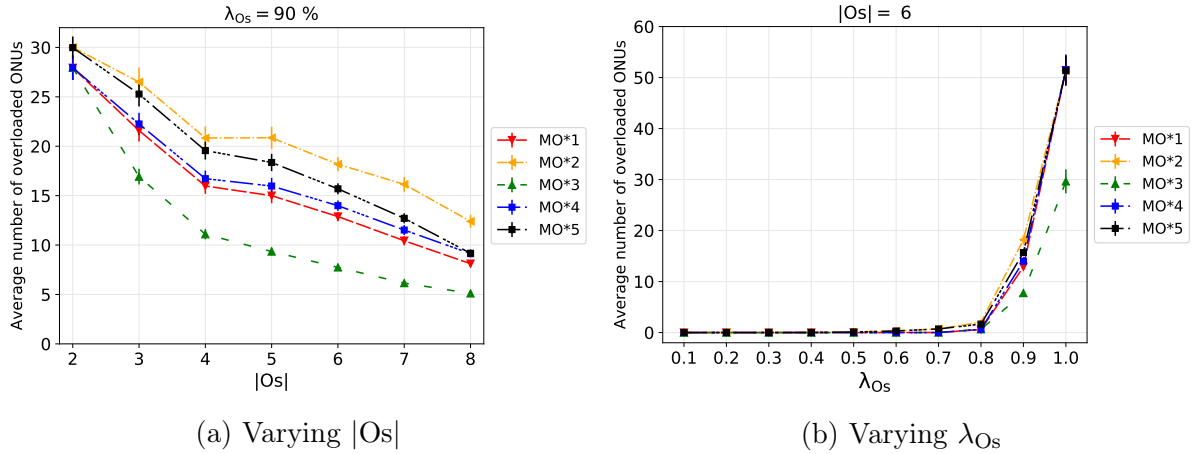 λOs = 90 %
Average number of overloaded ONUs
30
25
20
15
10
5
0
2 3 4 5 6 7 8
|Os|
MO*1
MO*2
MO*3
MO*4
MO*5
(a) Varying |Os|
|Os| = 6
Average number of overloaded ONUs
60
50
40
30
20
10
0
0.1 0.2 0.3 0.4 0.5 0.6 0.7 0.8 0.9 1.0
λOs
MO*1
MO*2
MO*3
MO*4
MO*5
(b) Varying λOs